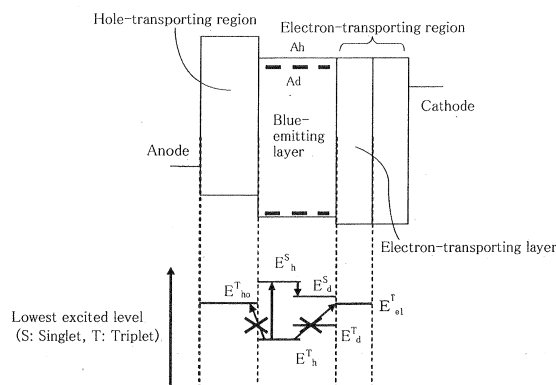 Hole-transporting region
Electron-transporting region
Ah
Ad
Cathode
Blue-
emitting
layer
Anode
Electron-transporting layer
E^S_h
E^S_d
E^T_ho
E^T_el
Lowest excited level
(S: Singlet, T: Triplet)
E^T_d
E^T_h